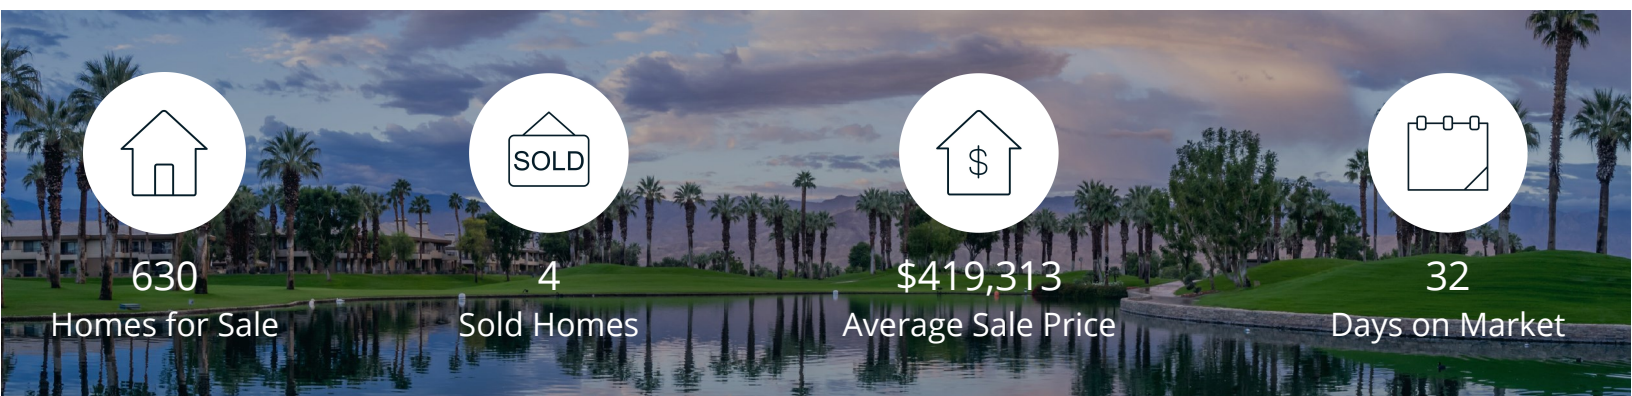 SOLD
$
630
4
$419,313
32
Homes for Sale
Sold Homes
Average Sale Price
Days on Market